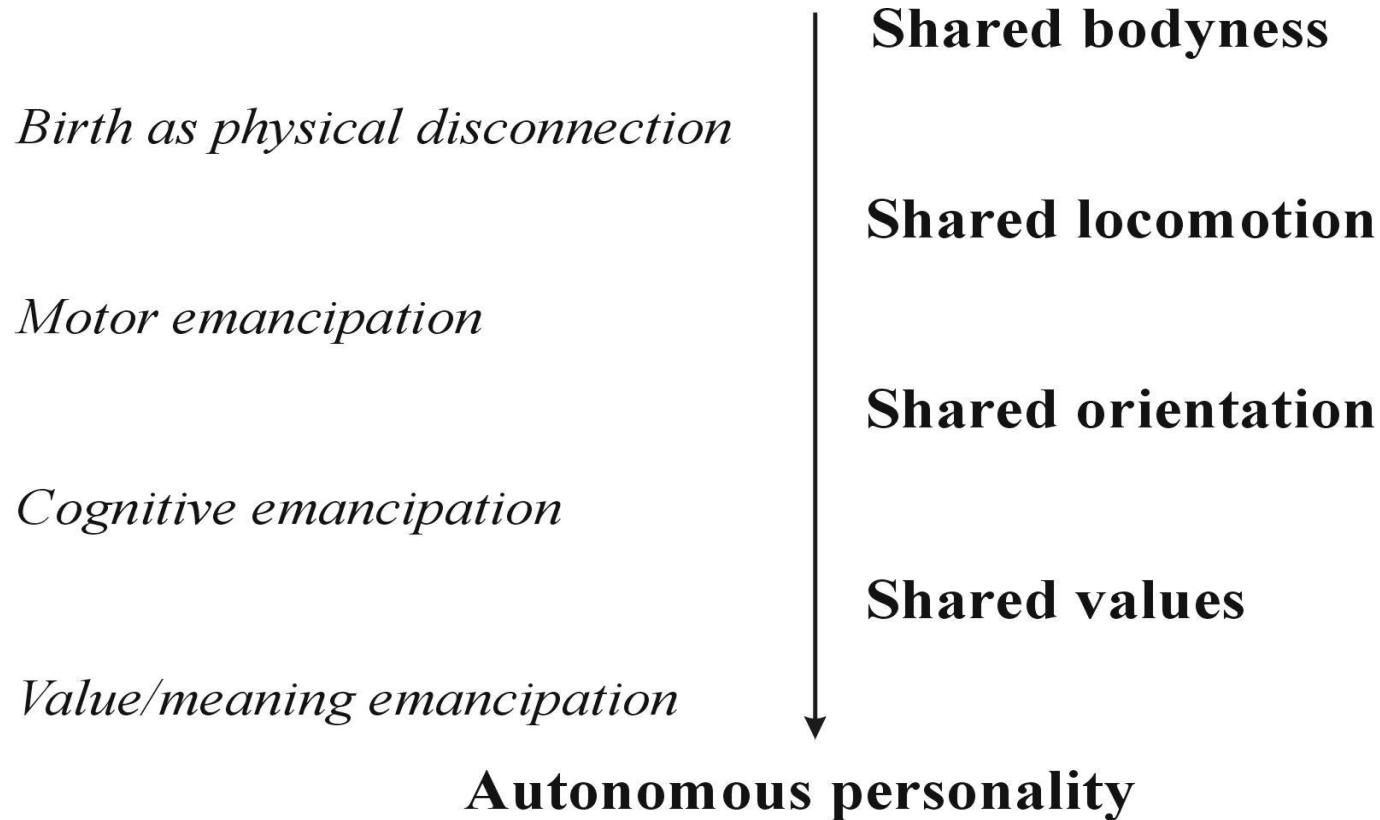 Shared bodyness
Birth as physical disconnection
Shared locomotion
Motor emancipation
Shared orientation
Cognitive emancipation
Shared values
Value/meaning emancipation
Autonomous personality